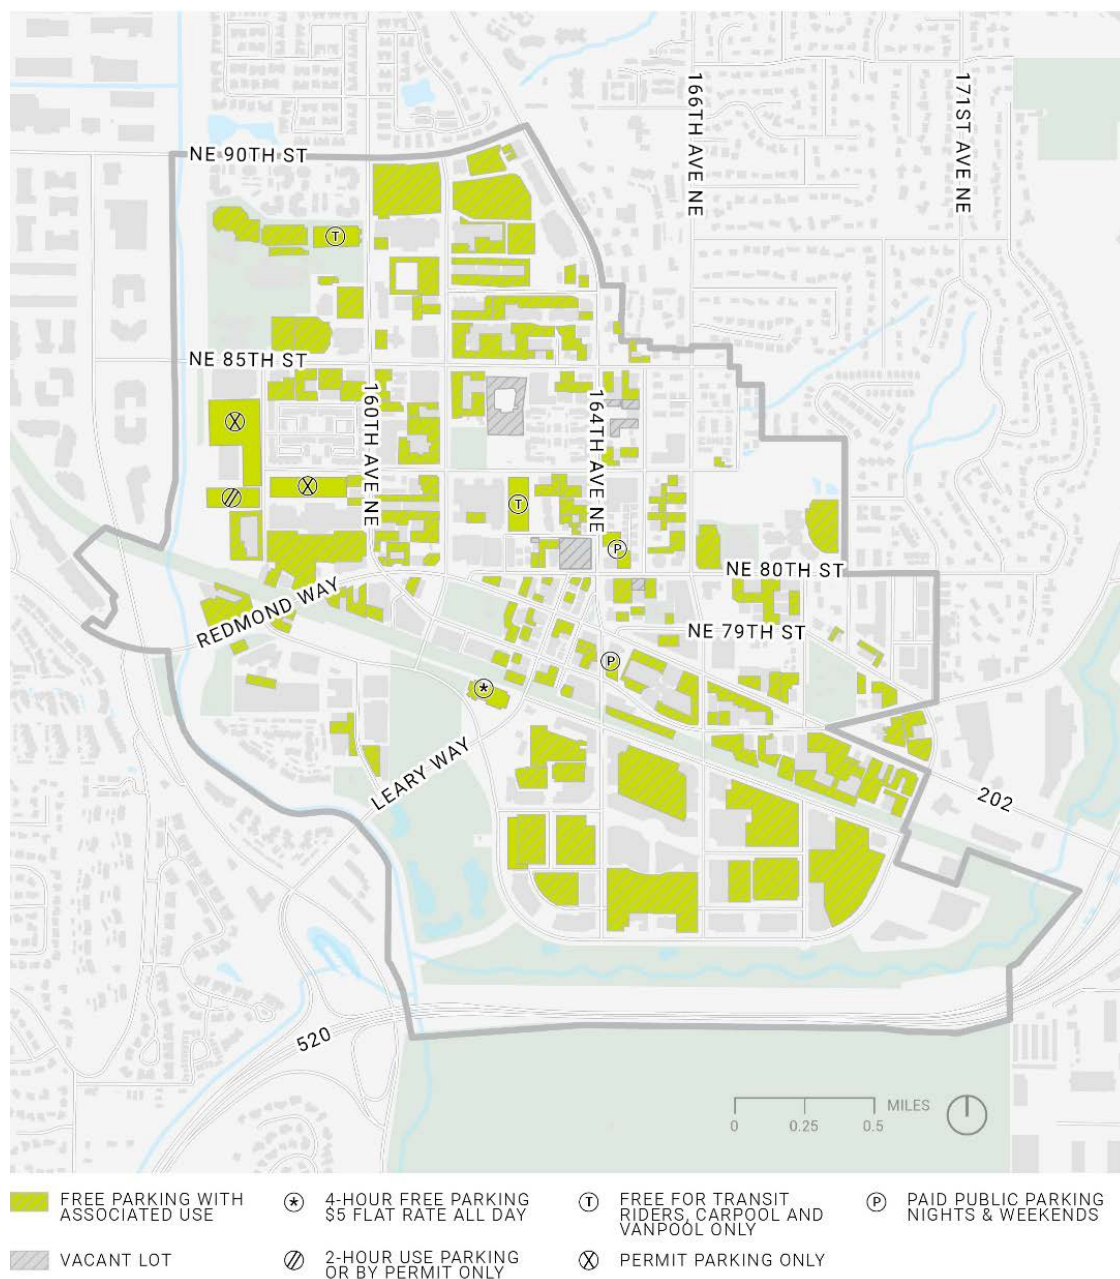 166TH AVE NE
171ST AVE NE
NE 90TH ST
T
NE 85TH ST
160TH AVE NE
164TH AVE NE
X
X
T
P
NE 80TH ST
REDMOND WAY
NE 79TH ST
P
*
LEARY WAY
202
520
MILES
0 0.25 0.5
FREE PARKING WITH
ASSOCIATED USE
*
4-HOUR FREE PARKING
$5 FLAT RATE ALL DAY
T
FREE FOR TRANSIT
RIDERS, CARPOOL AND
VANPOOL ONLY
P
PAID PUBLIC PARKING
NIGHTS & WEEKENDS
VACANT LOT
2-HOUR USE PARKING
OR BY PERMIT ONLY
X
PERMIT PARKING ONLY